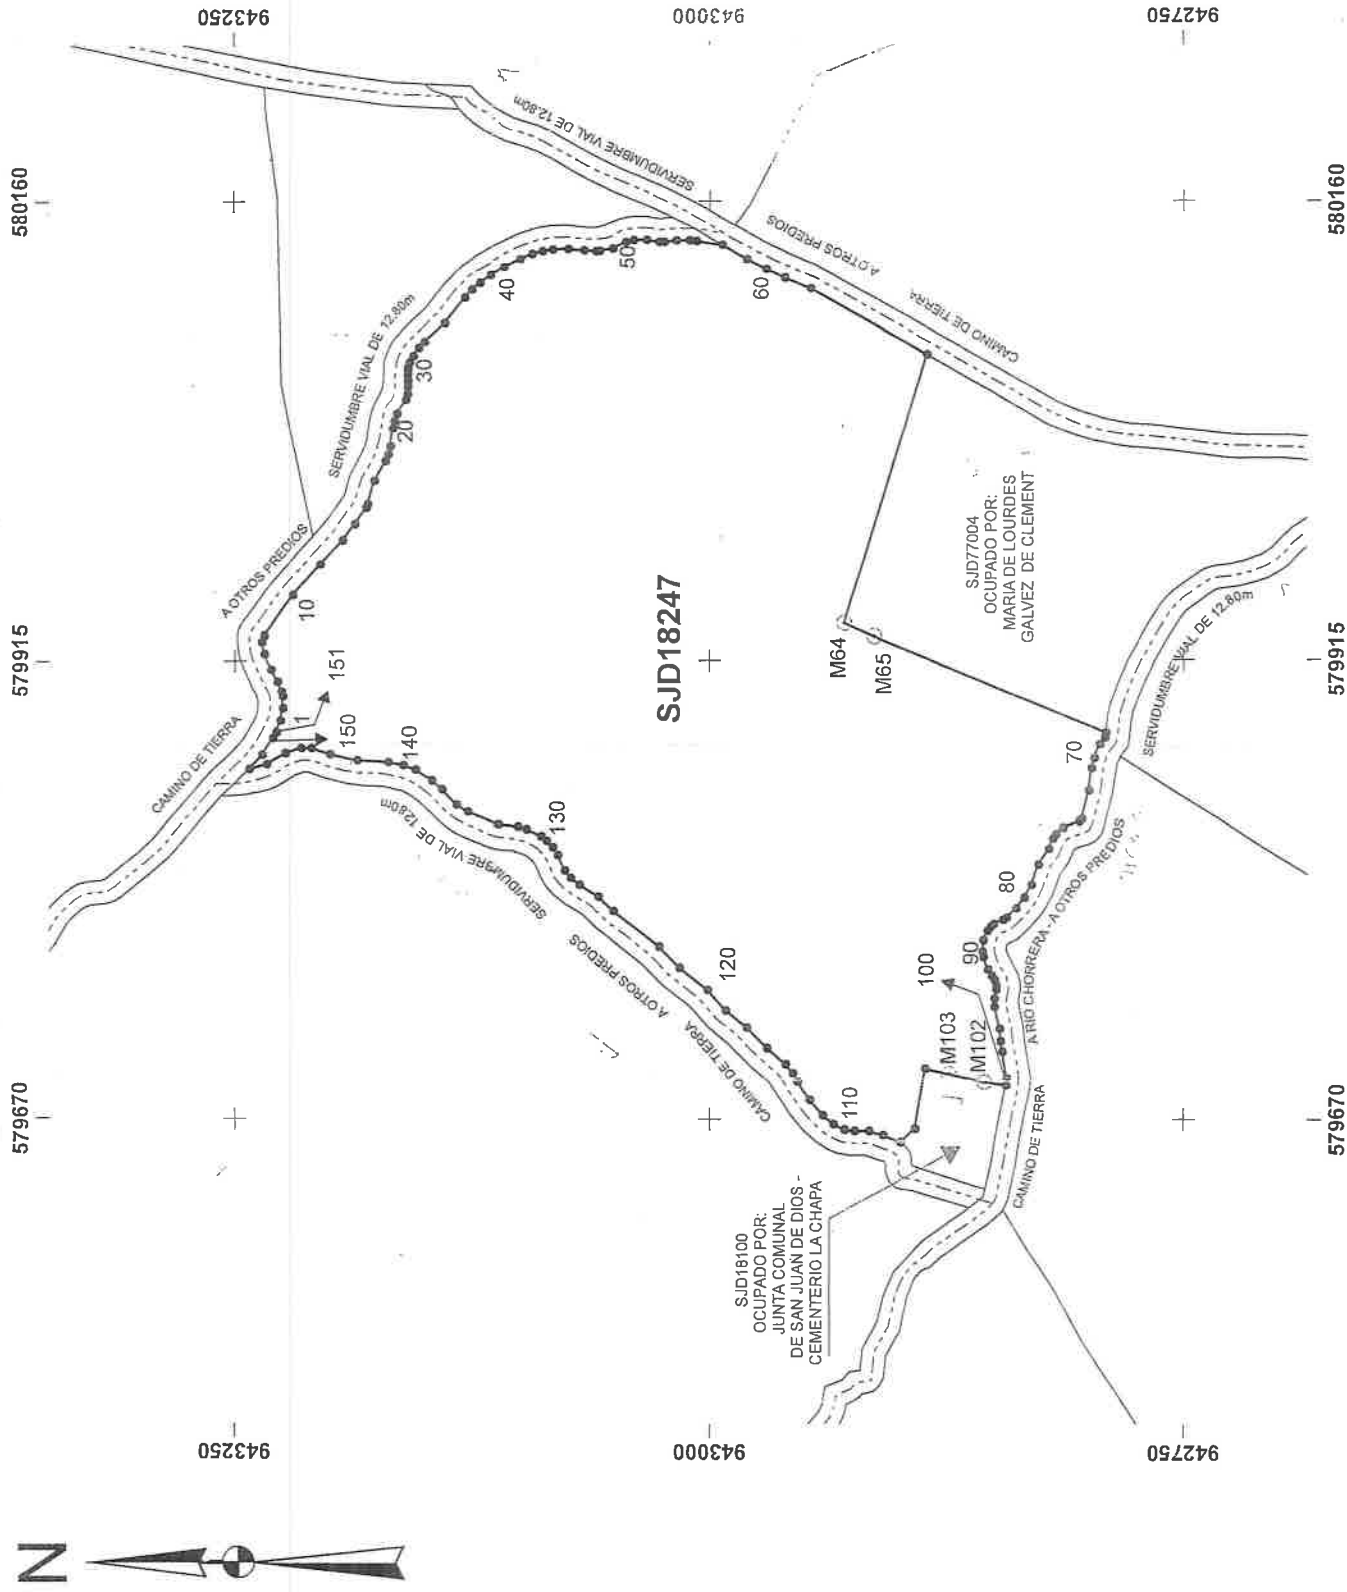 N
943250
943000
942750
580160
580160
579915
579915
579670
579670
943250
943000
942750
SERVIDUMBRE VIAL DE 12.80m
A OTROS PREDIOS
CAMINO DE TIERRA
SERVIDUMBRE VIAL DE 12.80m
A OTROS PREDIOS
CAMINO DE TIERRA
SERVIDUMBRE VIAL DE 12.80m
A OTROS PREDIOS
CAMINO DE TIERRA
SERVIDUMBRE VIAL DE 12.80m
A RIO CHORRERA - A OTROS PREDIOS
CAMINO DE TIERRA
1
10
20
30
40
50
60
M64
M65
70
80
90
100
M102
M103
110
120
130
140
150
151
SJD18247
SJD77004
OCUPADO POR:
MARIA DE LOURDES
GALVEZ DE CLEMENT
SJD18100
OCUPADO POR:
JUNTA COMUNAL
DE SAN JUAN DE DIOS -
CEMENTERIO LA CHAPA